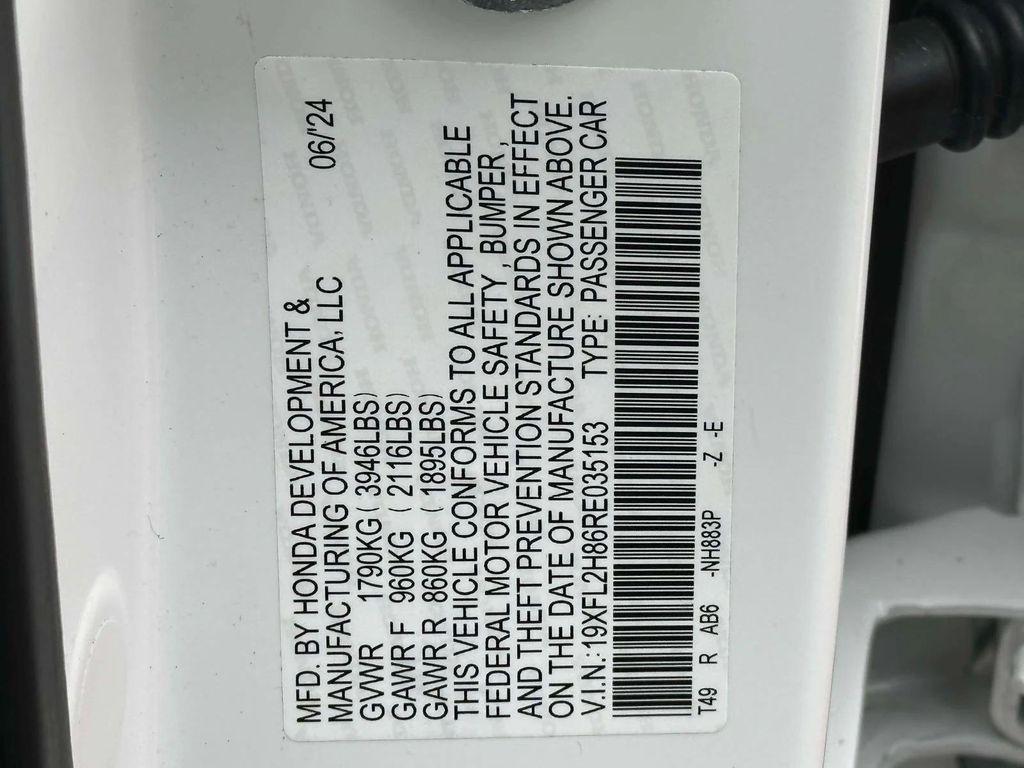 MFD. BY HONDA DEVELOPMENT &
MANUFACTURING OF AMERICA, LLC 06/'24
GVWR 1790KG ( 3946LBS)
GAWR F 960KG ( 2116LBS)
GAWR R 860KG ( 1895LBS)
THIS VEHICLE CONFORMS TO ALL APPLICABLE
FEDERAL MOTOR VEHICLE SAFETY , BUMPER ,
AND THEFT PREVENTION STANDARDS IN EFFECT
ON THE DATE OF MANUFACTURE SHOWN ABOVE.
V.I.N: 19XFL2H86RE035153 TYPE: PASSENGER CAR
T49 R AB6 -NH883P -Z -E